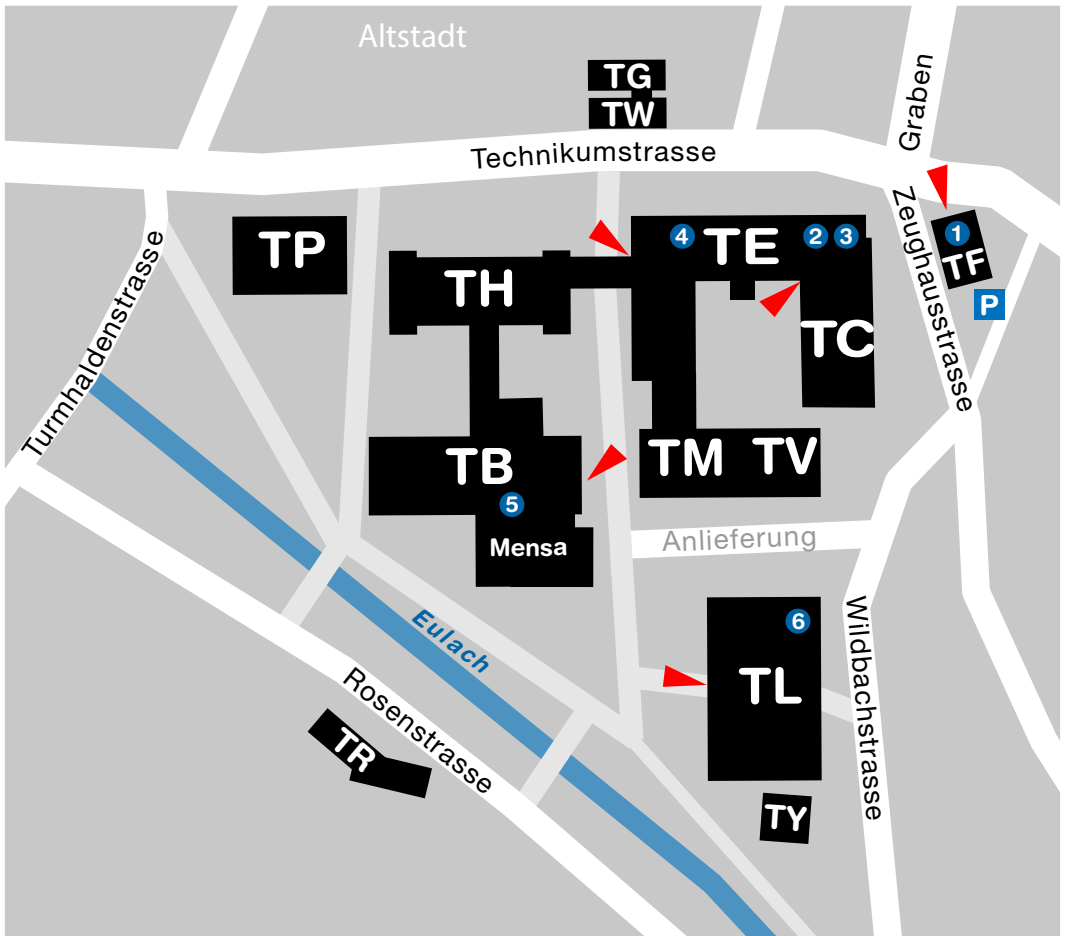 Altstadt
TG
TW
Technikumstrasse
Graben
Zeughausstrasse
Turmhaldenstrasse
TP
TH
4
TE
2
3
1
TF
P
TC
TB
5
Mensa
TM
TV
Anlieferung
Eulach
Rosenstrasse
TR
6
TL
Wildbachstrasse
TY